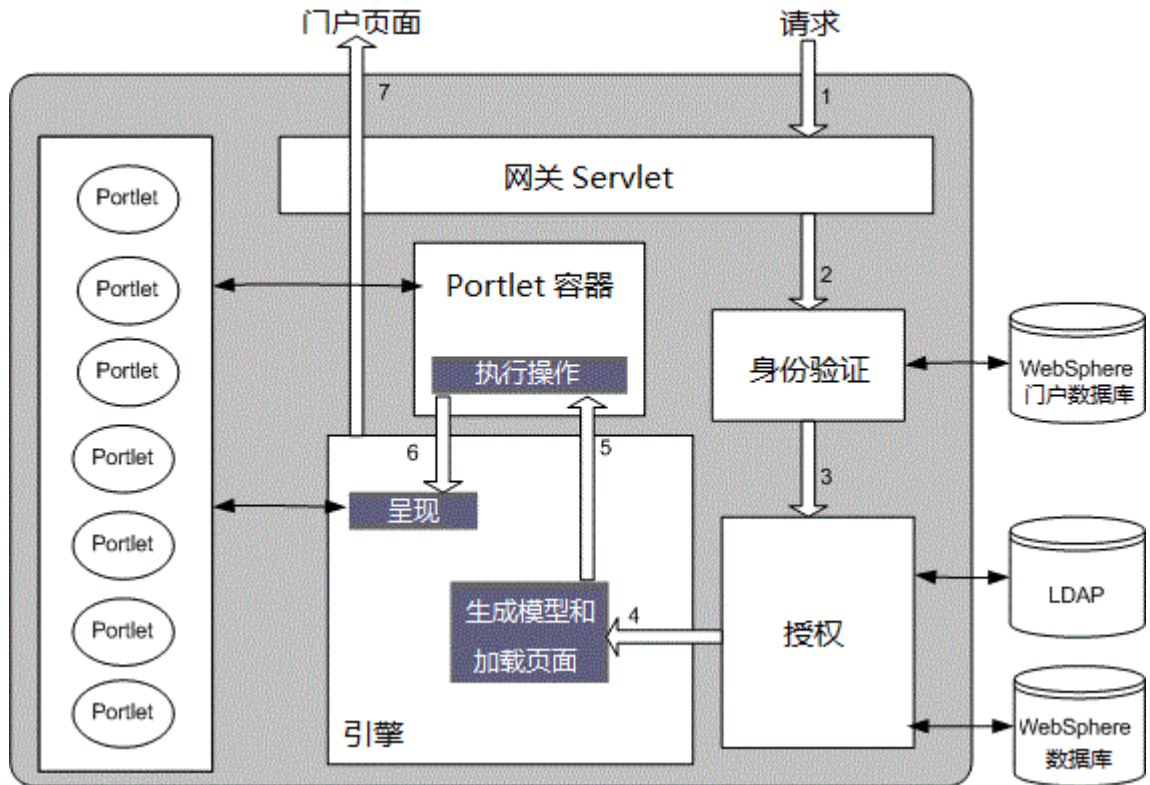 门户页面
请求
7
1
网关 Servlet
Portlet
Portlet
Portlet
Portlet
Portlet
Portlet
Portlet
2
Portlet 容器
执行操作
身份验证
WebSphere
门户数据库
6
5
3
呈现
生成模型和
加载页面
4
授权
引擎
LDAP
WebSphere
数据库